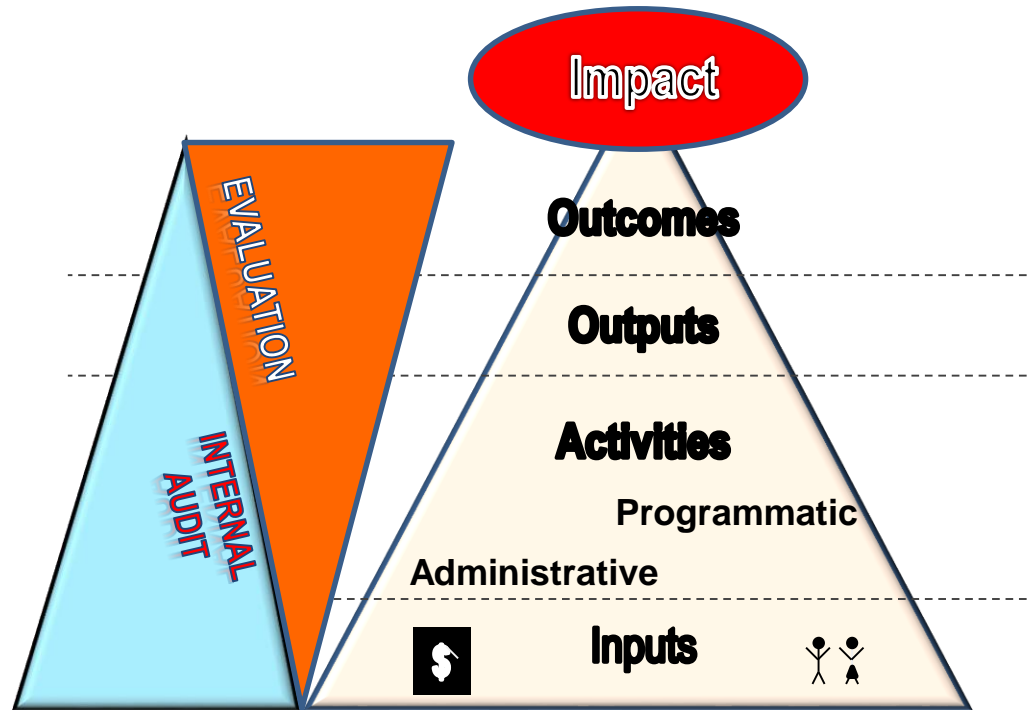 Impact
EVALUATION
INTERNAL
AUDIT
Outcomes
Outputs
Activities
Programmatic
Administrative
Inputs
$